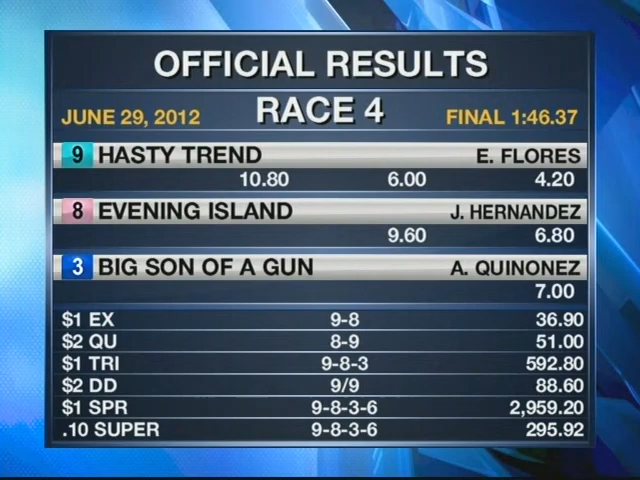 OFFICIAL RESULTS
JUNE 29, 2012 RACE 4 FINAL 1:46.37
9 HASTY TREND E. FLORES
10.80 6.00 4.20
8 EVENING ISLAND J. HERNANDEZ
9.60 6.80
3 BIG SON OF A GUN A. QUINONEZ
7.00
$1 EX 9-8 36.90
$2 QU 8-9 51.00
$1 TRI 9-8-3 592.80
$2 DD 9/9 88.60
$1 SPR 9-8-3-6 2,959.20
.10 SUPER 9-8-3-6 295.92